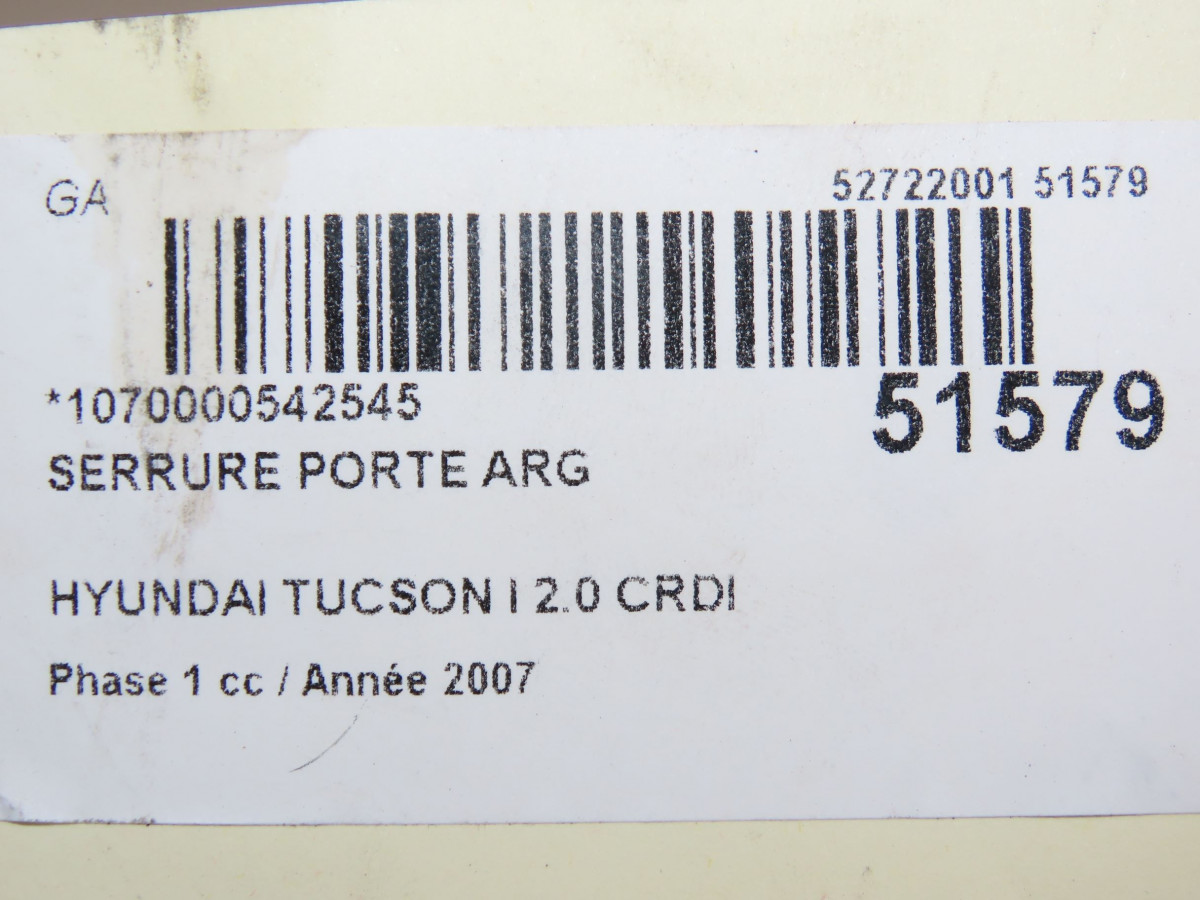 GA
52722001 51579
*1070000542545
51579
SERRURE PORTE ARG
HYUNDAI TUCSON I 2.0 CRDI
Phase 1 cc / Année 2007